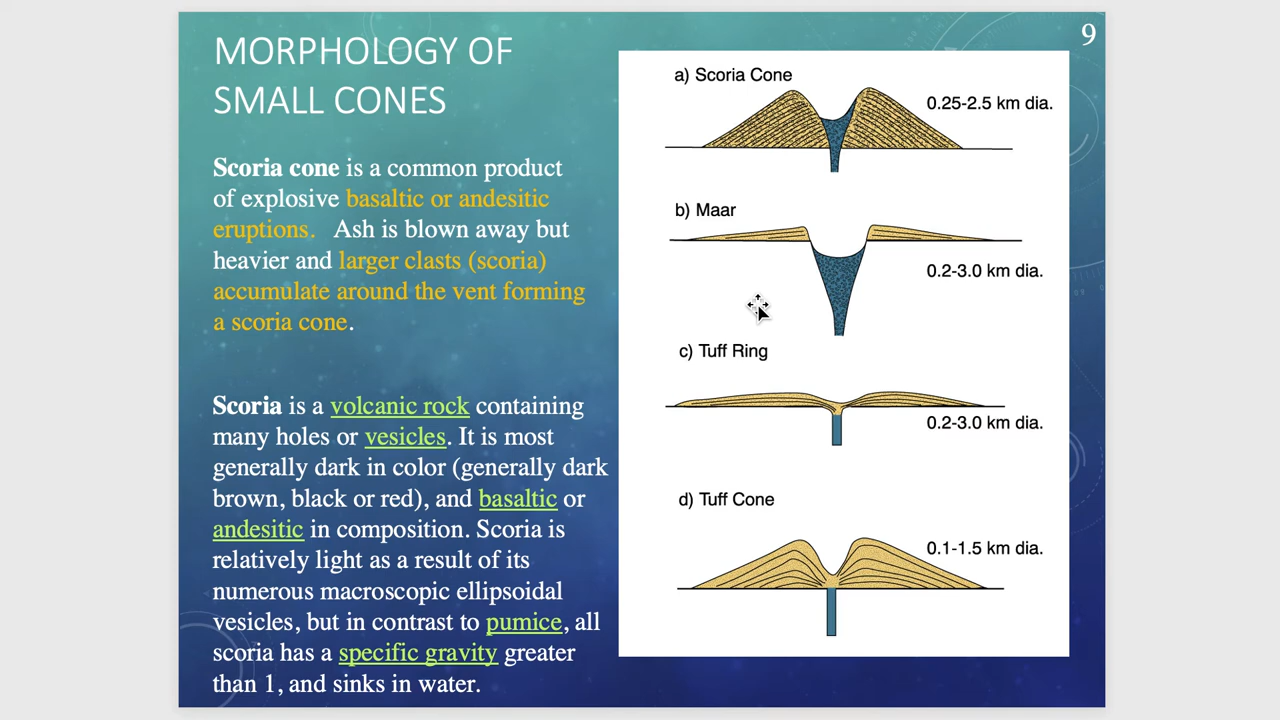 MORPHOLOGY OF
SMALL CONES
9
Scoria cone is a common product
of explosive basaltic or andesitic
eruptions. Ash is blown away but
heavier and larger clasts (scoria)
accumulate around the vent forming
a scoria cone.
Scoria is a volcanic rock containing
many holes or vesicles. It is most
generally dark in color (generally dark
brown, black or red), and basaltic or
andesitic in composition. Scoria is
relatively light as a result of its
numerous macroscopic ellipsoidal
vesicles, but in contrast to pumice, all
scoria has a specific gravity greater
than 1, and sinks in water.
a) Scoria Cone
0.25-2.5 km dia.
b) Maar
0.2-3.0 km dia.
c) Tuff Ring
0.2-3.0 km dia.
d) Tuff Cone
0.1-1.5 km dia.